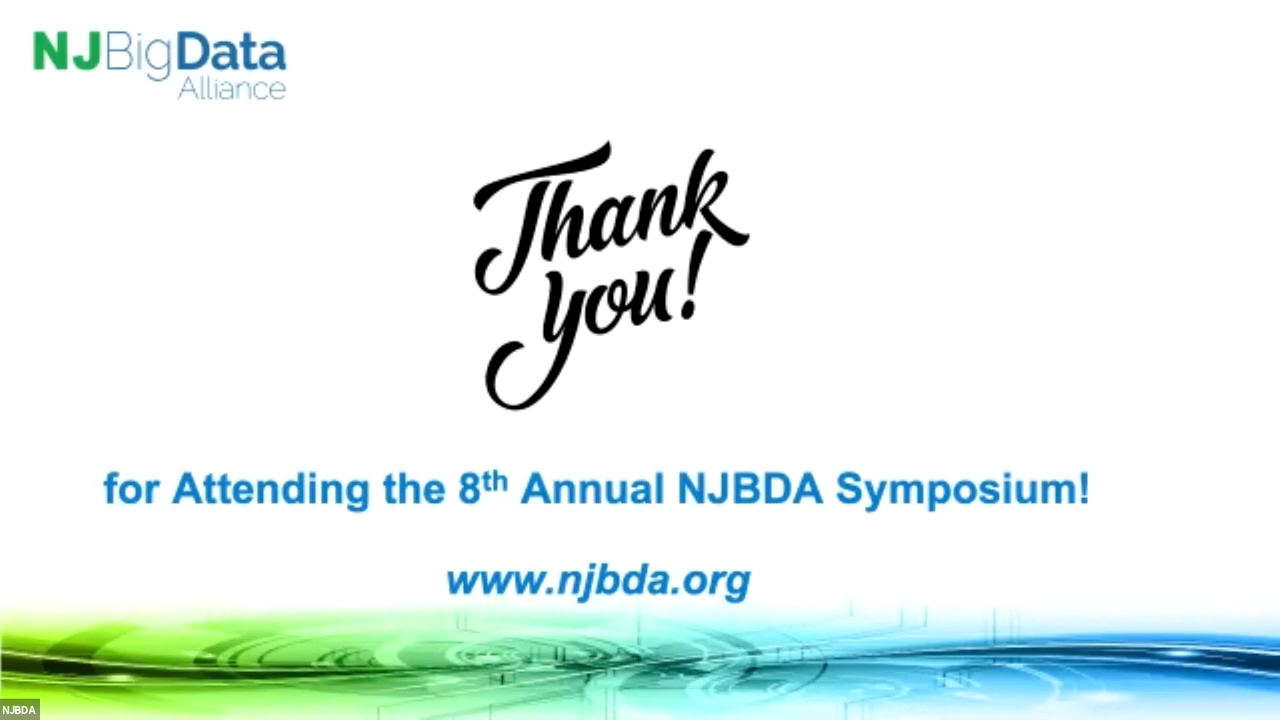 NJBigData
Alliance
Thank
you!
for Attending the 8th Annual NJBDA Symposium!
www.njbda.org
NJBDA